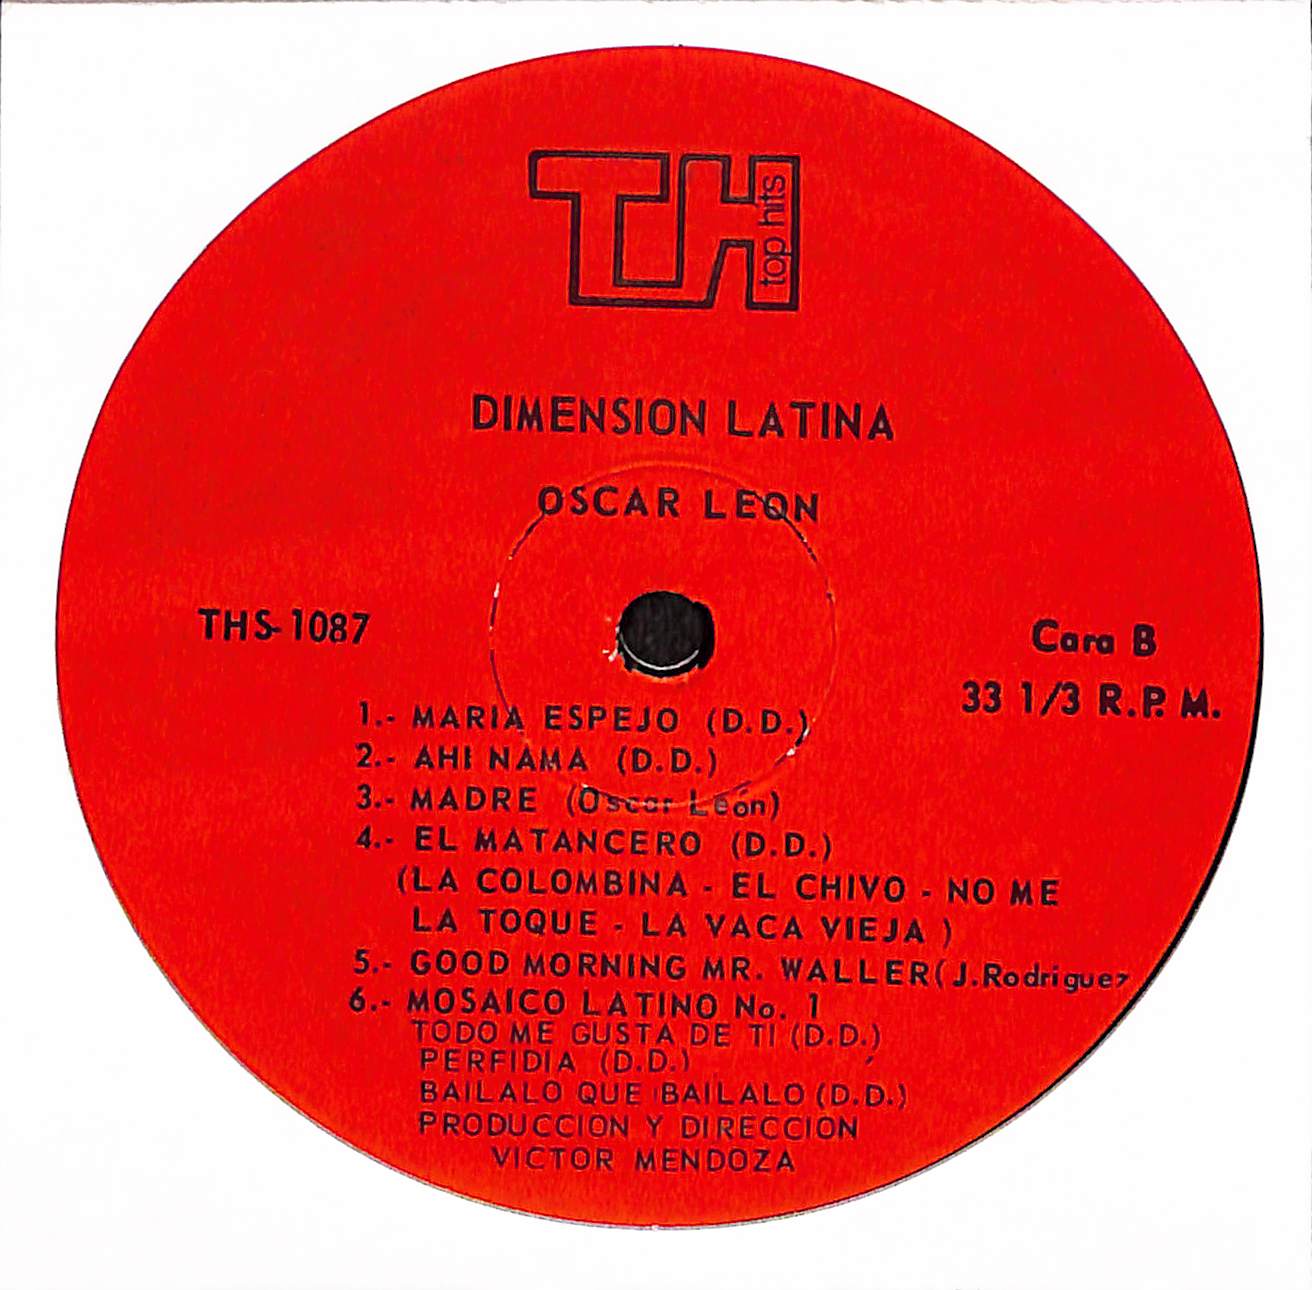 TH
top hits
DIMENSION LATINA
OSCAR LEON
THS-1087
Cara B
33 1/3 R.P.M.
1.- MARIA ESPEJO (D.D.)
2.- AHI NAMA (D.D.)
3.- MADRE (Oscar León)
4.- EL MATANCERO (D.D.)
(LA COLOMBINA - EL CHIVO - NO ME
LA TOQUE - LA VACA VIEJA )
5.- GOOD MORNING MR. WALLER( J.Rodriguez
6.- MOSAICO LATINO No. 1
TODO ME GUSTA DE TI (D.D.)
PERFIDIA (D.D.)
BAILALO QUE BAILALO (D.D.)
PRODUCCION Y DIRECCION
VICTOR MENDOZA